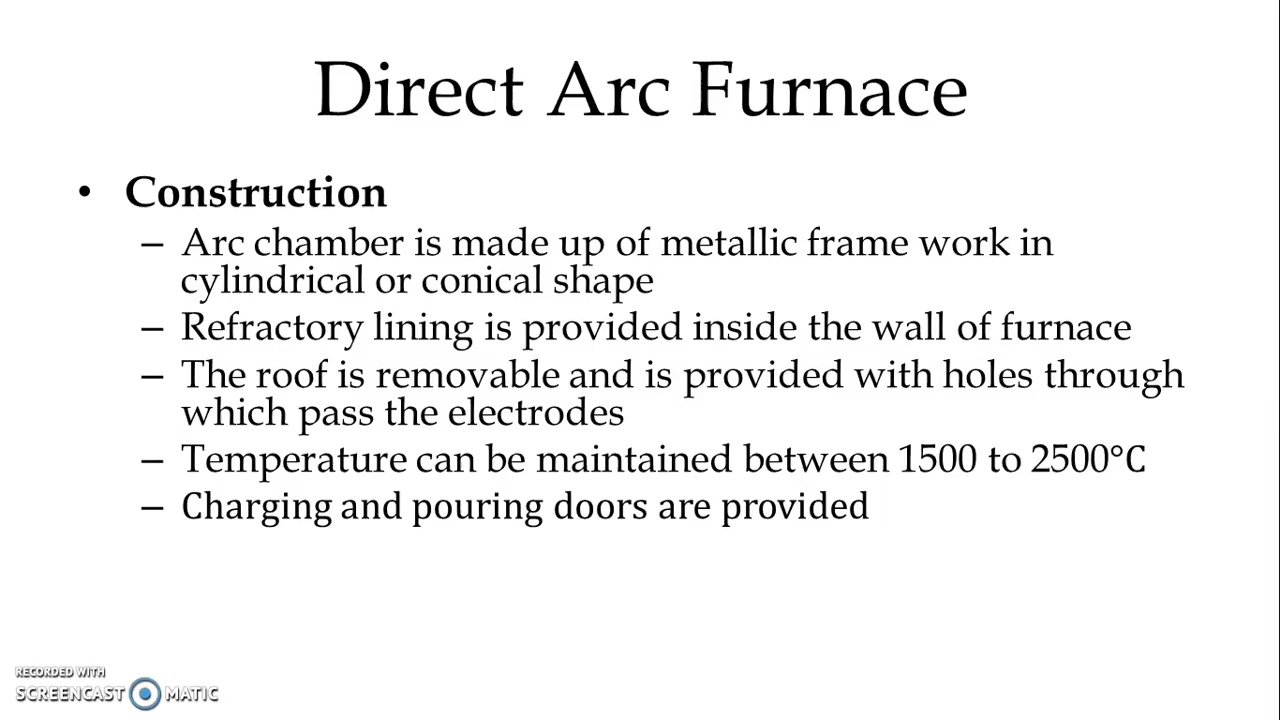 Direct Arc Furnace
• Construction
– Arc chamber is made up of metallic frame work in
cylindrical or conical shape
– Refractory lining is provided inside the wall of furnace
– The roof is removable and is provided with holes through
which pass the electrodes
– Temperature can be maintained between 1500 to 2500°C
– Charging and pouring doors are provided
RECORDED WITH
SCREENCAST MATIC